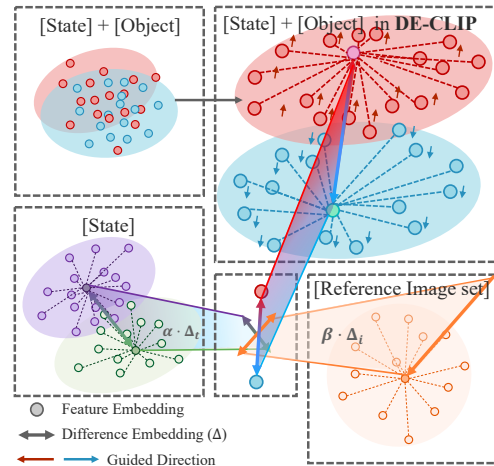 [State] + [Object]
[State] + [Object] in DE-CLIP
[State]
[Reference Image set]
α · Δt
β · Δi
Feature Embedding
Difference Embedding (Δ)
Guided Direction